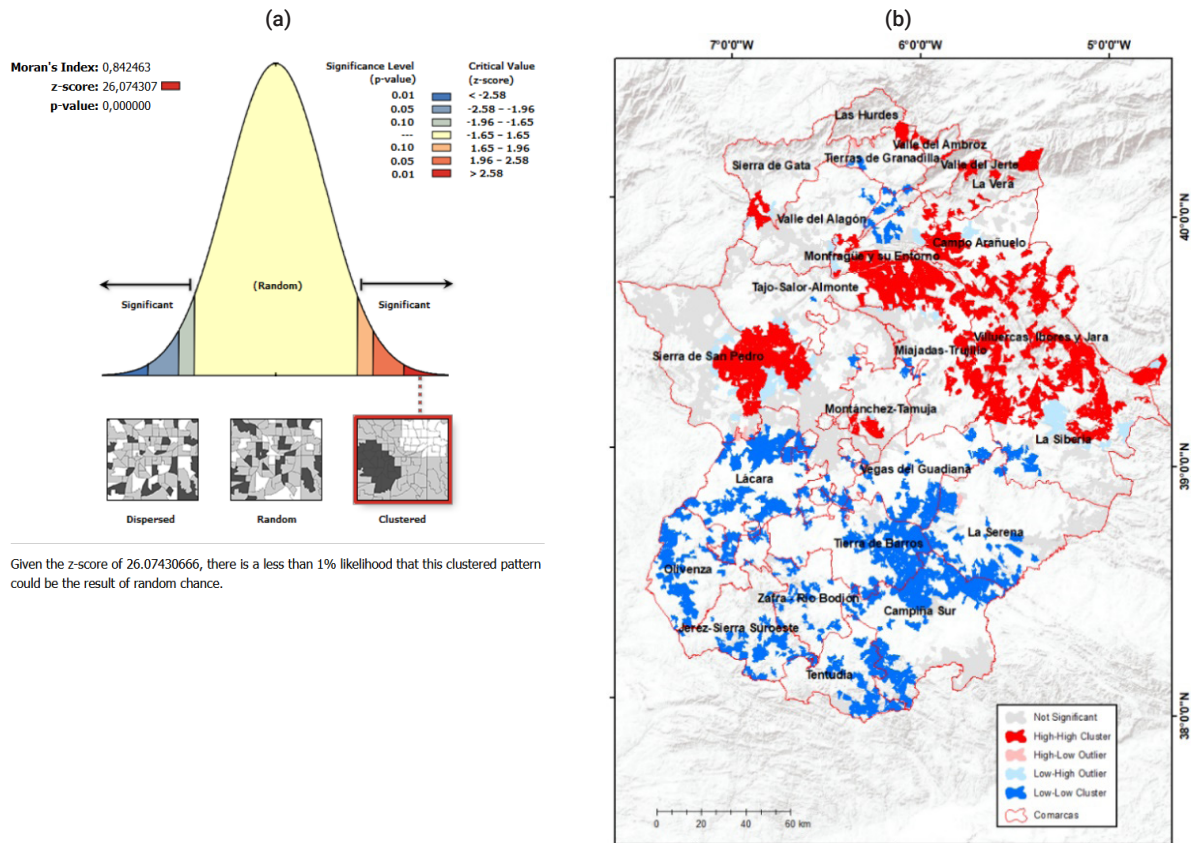 (a)
Moran's Index: 0,842463
z-score: 26,074307
p-value: 0,000000
Significance Level
(p-value)
Critical Value
(z-score)
0.01 < -2.58
0.05 -2.58 – -1.96
0.10 -1.96 – -1.65
--- -1.65 – 1.65
0.10 1.65 – 1.96
0.05 1.96 – 2.58
0.01 > 2.58
Significant
(Random)
Significant
Dispersed
Random
Clustered
Given the z-score of 26.07430666, there is a less than 1% likelihood that this clustered pattern
could be the result of random chance.
(b)
7°0'0"W 6°0'0"W 5°0'0"W
40°0'0"N
39°0'0"N
38°0'0"N
Las Hurdes
Valle del Ambroz
Tierras de Granadilla
Sierra de Gata
Valle del Jerte
La Vera
Valle del Alagón
Campo Arañuelo
Monfragüe y su Entorno
Tajo-Salor-Almonte
Villuercas, Ibores y Jara
Miajadas-Trujillo
Sierra de San Pedro
Montánchez-Tamuja
La Siberia
Vegas del Guadiana
Lácara
La Serena
Tierra de Barros
Olivenza
Zafra - Río Bodión
Campiña Sur
Jerez-Sierra Suroeste
Tentudía
Not Significant
High-High Cluster
High-Low Outlier
Low-High Outlier
Low-Low Cluster
Comarcas
0 20 40 60 km